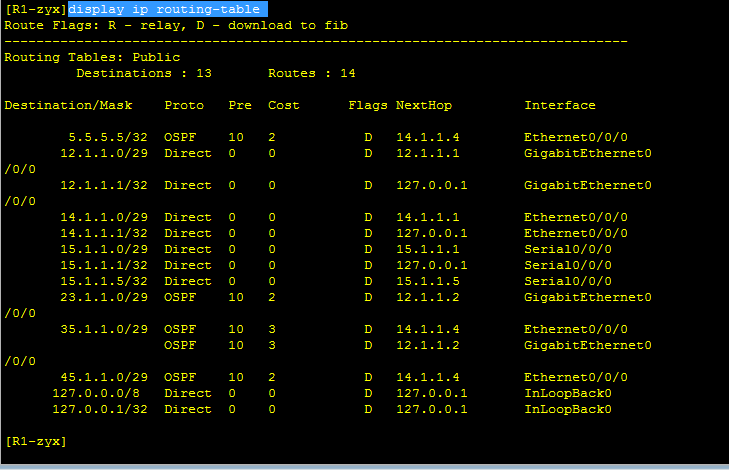 [R1-zyx]display ip routing-table
Route Flags: R - relay, D - download to fib
------------------------------------------------------------------------------
Routing Tables: Public
         Destinations : 13       Routes : 14
Destination/Mask    Proto   Pre  Cost      Flags NextHop         Interface
        5.5.5.5/32  OSPF    10   2           D   14.1.1.4        Ethernet0/0/0
       12.1.1.0/29  Direct  0    0           D   12.1.1.1        GigabitEthernet0
/0/0
       12.1.1.1/32  Direct  0    0           D   127.0.0.1       GigabitEthernet0
/0/0
       14.1.1.0/29  Direct  0    0           D   14.1.1.1        Ethernet0/0/0
       14.1.1.1/32  Direct  0    0           D   127.0.0.1       Ethernet0/0/0
       15.1.1.0/29  Direct  0    0           D   15.1.1.1        Serial0/0/0
       15.1.1.1/32  Direct  0    0           D   127.0.0.1       Serial0/0/0
       15.1.1.5/32  Direct  0    0           D   15.1.1.5        Serial0/0/0
       23.1.1.0/29  OSPF    10   2           D   12.1.1.2        GigabitEthernet0
/0/0
       35.1.1.0/29  OSPF    10   3           D   14.1.1.4        Ethernet0/0/0
                    OSPF    10   3           D   12.1.1.2        GigabitEthernet0
/0/0
       45.1.1.0/29  OSPF    10   2           D   14.1.1.4        Ethernet0/0/0
      127.0.0.0/8   Direct  0    0           D   127.0.0.1       InLoopBack0
      127.0.0.1/32  Direct  0    0           D   127.0.0.1       InLoopBack0
[R1-zyx]